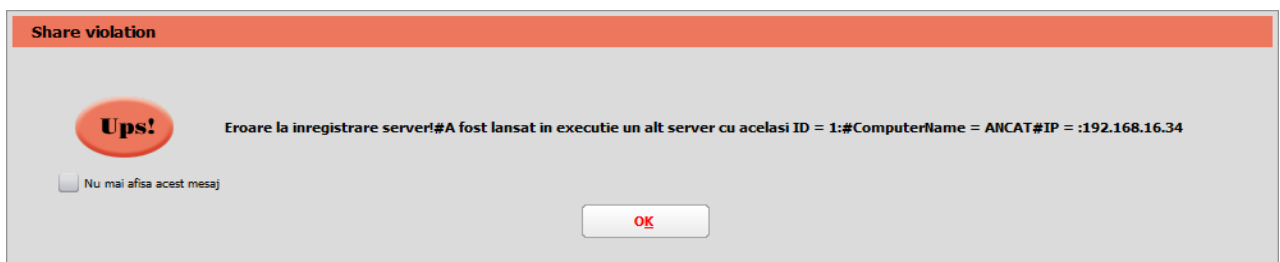 Share violation
Ups!
Eroare la inregistrare server!#A fost lansat in executie un alt server cu acelasi ID = 1:#ComputerName = ANCAT#IP = :192.168.16.34
Nu mai afisa acest mesaj
OK